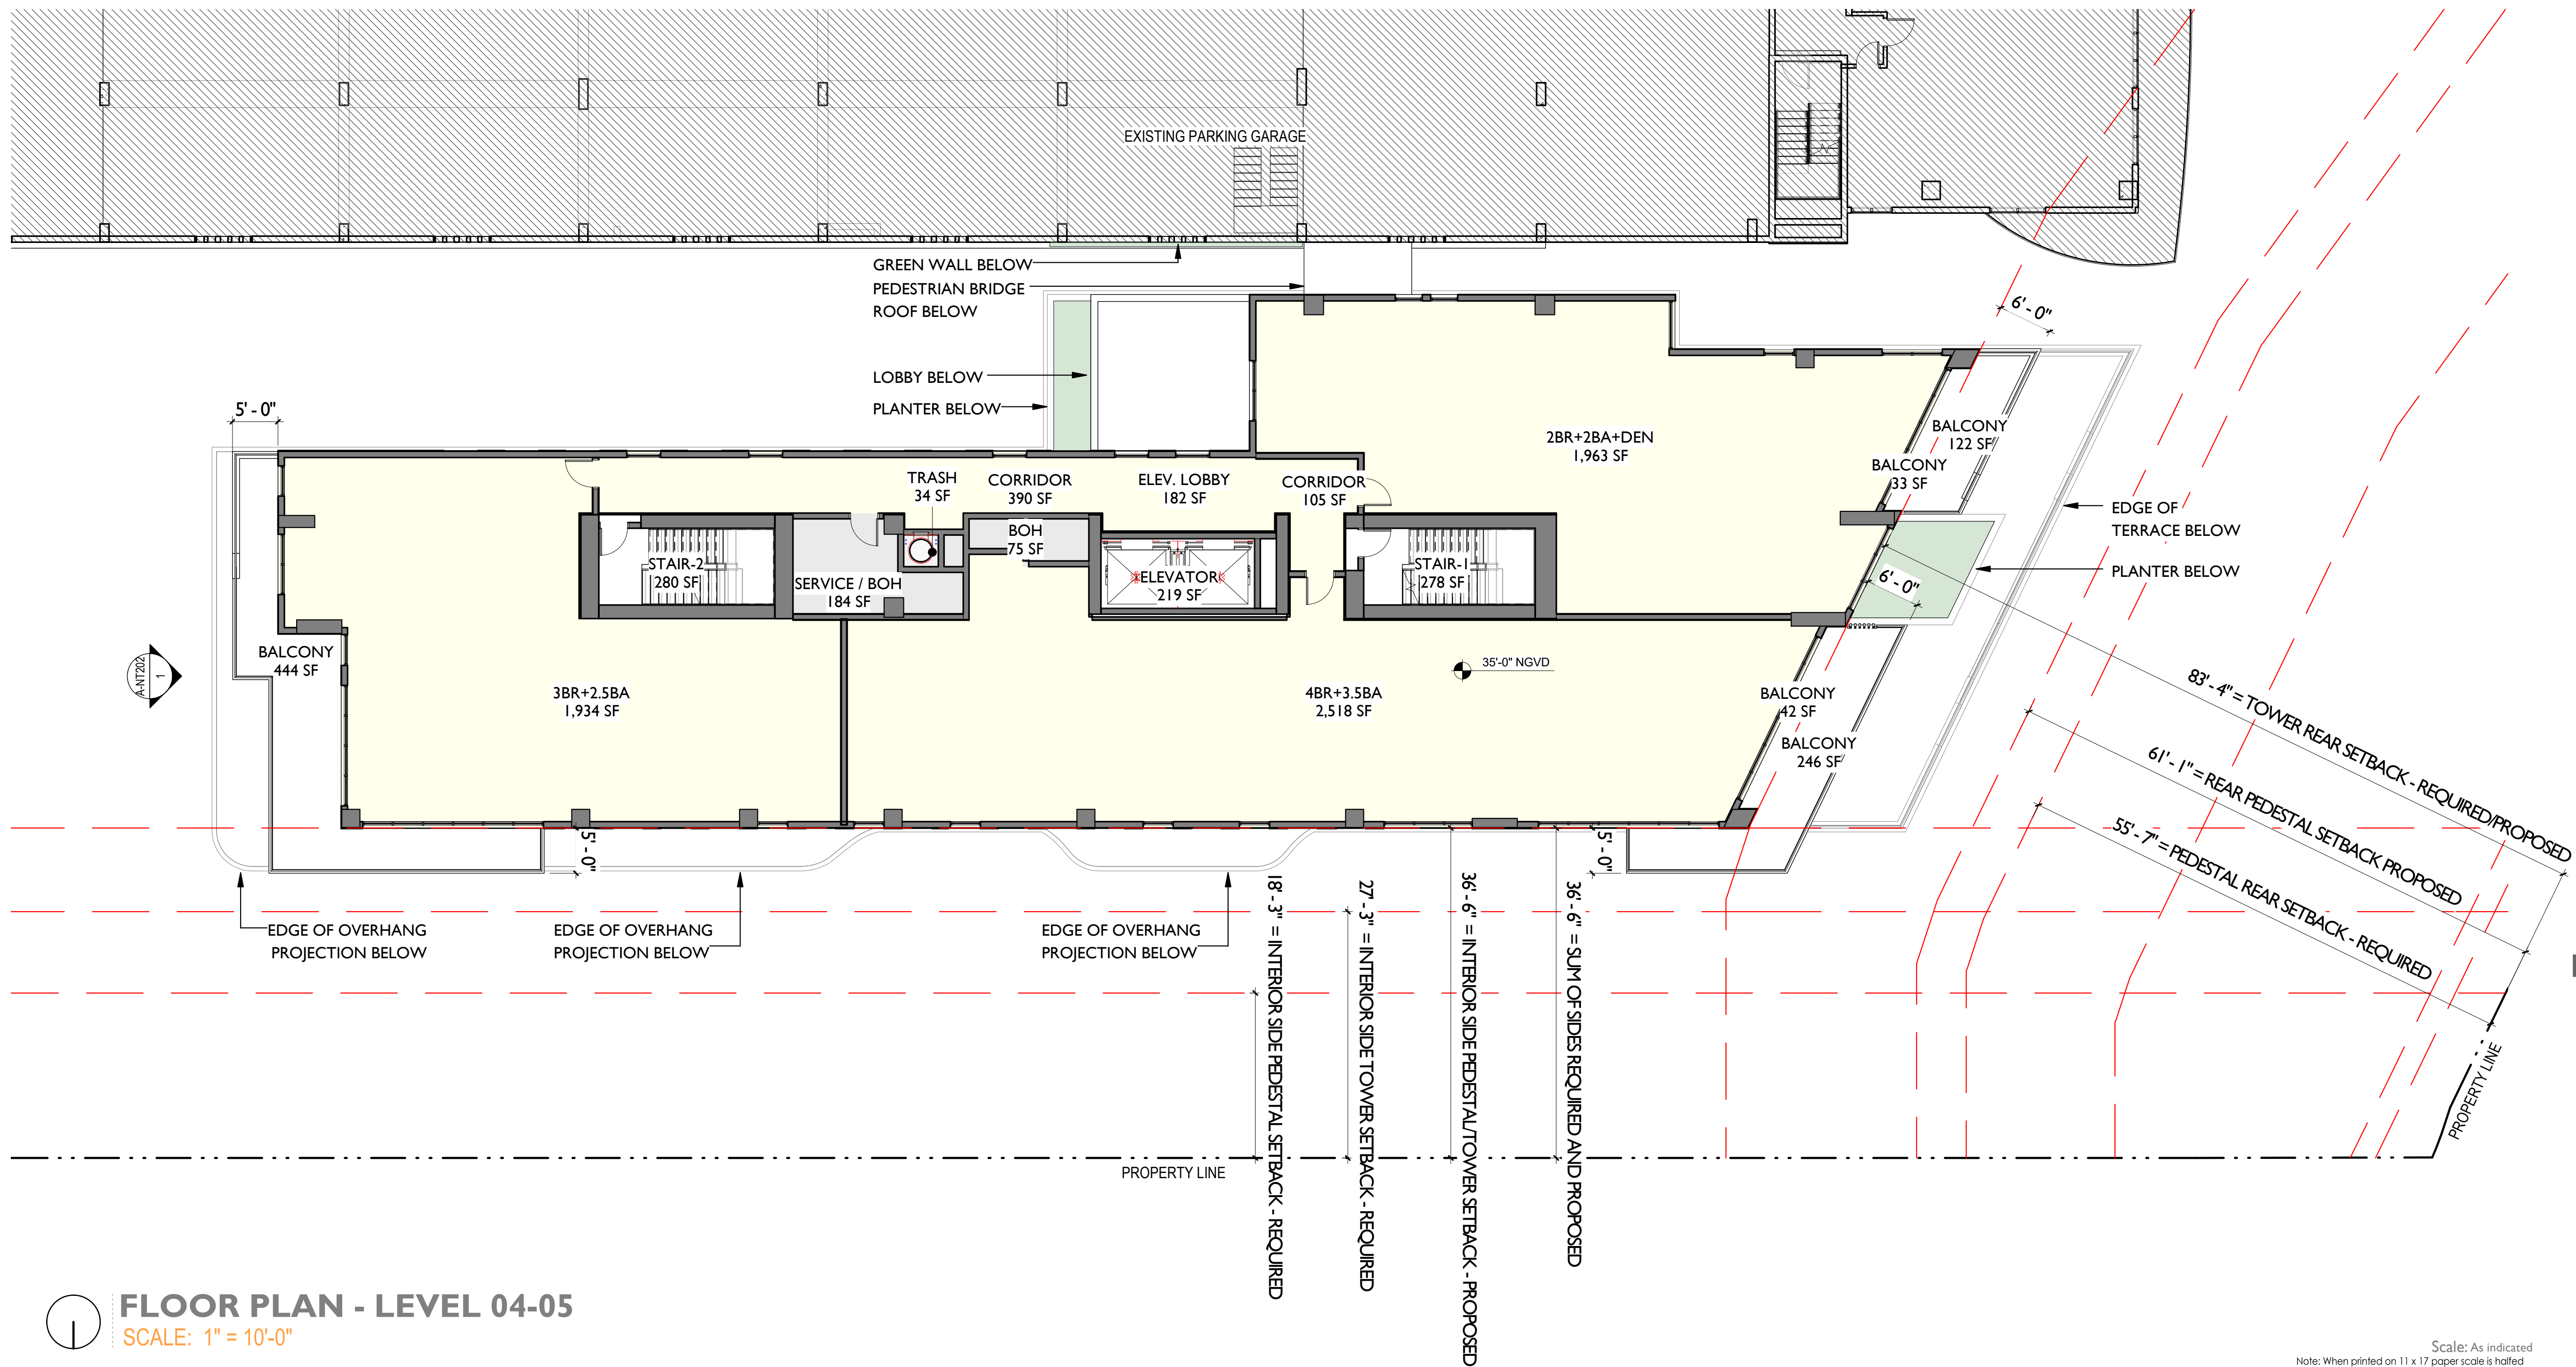 EXISTING PARKING GARAGE
GREEN WALL BELOW
PEDESTRIAN BRIDGE
ROOF BELOW
6' - 0"
LOBBY BELOW
PLANTER BELOW
5' - 0"
2BR+2BA+DEN
1,963 SF
BALCONY
122 SF
BALCONY
33 SF
TRASH
34 SF
CORRIDOR
390 SF
ELEV. LOBBY
182 SF
CORRIDOR
105 SF
EDGE OF
TERRACE BELOW
BOH
75 SF
STAIR-2
280 SF
SERVICE / BOH
184 SF
ELEVATOR
219 SF
STAIR-1
278 SF
6' - 0"
PLANTER BELOW
BALCONY
444 SF
A-NT202
1
35'-0" NGVD
3BR+2.5BA
1,934 SF
4BR+3.5BA
2,518 SF
BALCONY
42 SF
BALCONY
246 SF
83' - 4" = TOWER REAR SETBACK - REQUIRED/PROPOSED
61' - 1" = REAR PEDESTAL SETBACK PROPOSED
55' - 7" = PEDESTAL REAR SETBACK - REQUIRED
5' - 0"
5' - 0"
EDGE OF OVERHANG
PROJECTION BELOW
EDGE OF OVERHANG
PROJECTION BELOW
EDGE OF OVERHANG
PROJECTION BELOW
18' - 3" = INTERIOR SIDE PEDESTAL SETBACK - REQUIRED
27' - 3" = INTERIOR SIDE TOWER SETBACK - REQUIRED
36' - 6" = INTERIOR SIDE PEDESTAL/TOWER SETBACK - PROPOSED
36' - 6" = SUM OF SIDES REQUIRED AND PROPOSED
PROPERTY LINE
PROPERTY LINE
FLOOR PLAN - LEVEL 04-05
SCALE: 1" = 10'-0"
Scale: As indicated
Note: When printed on 11 x 17 paper scale is halfed